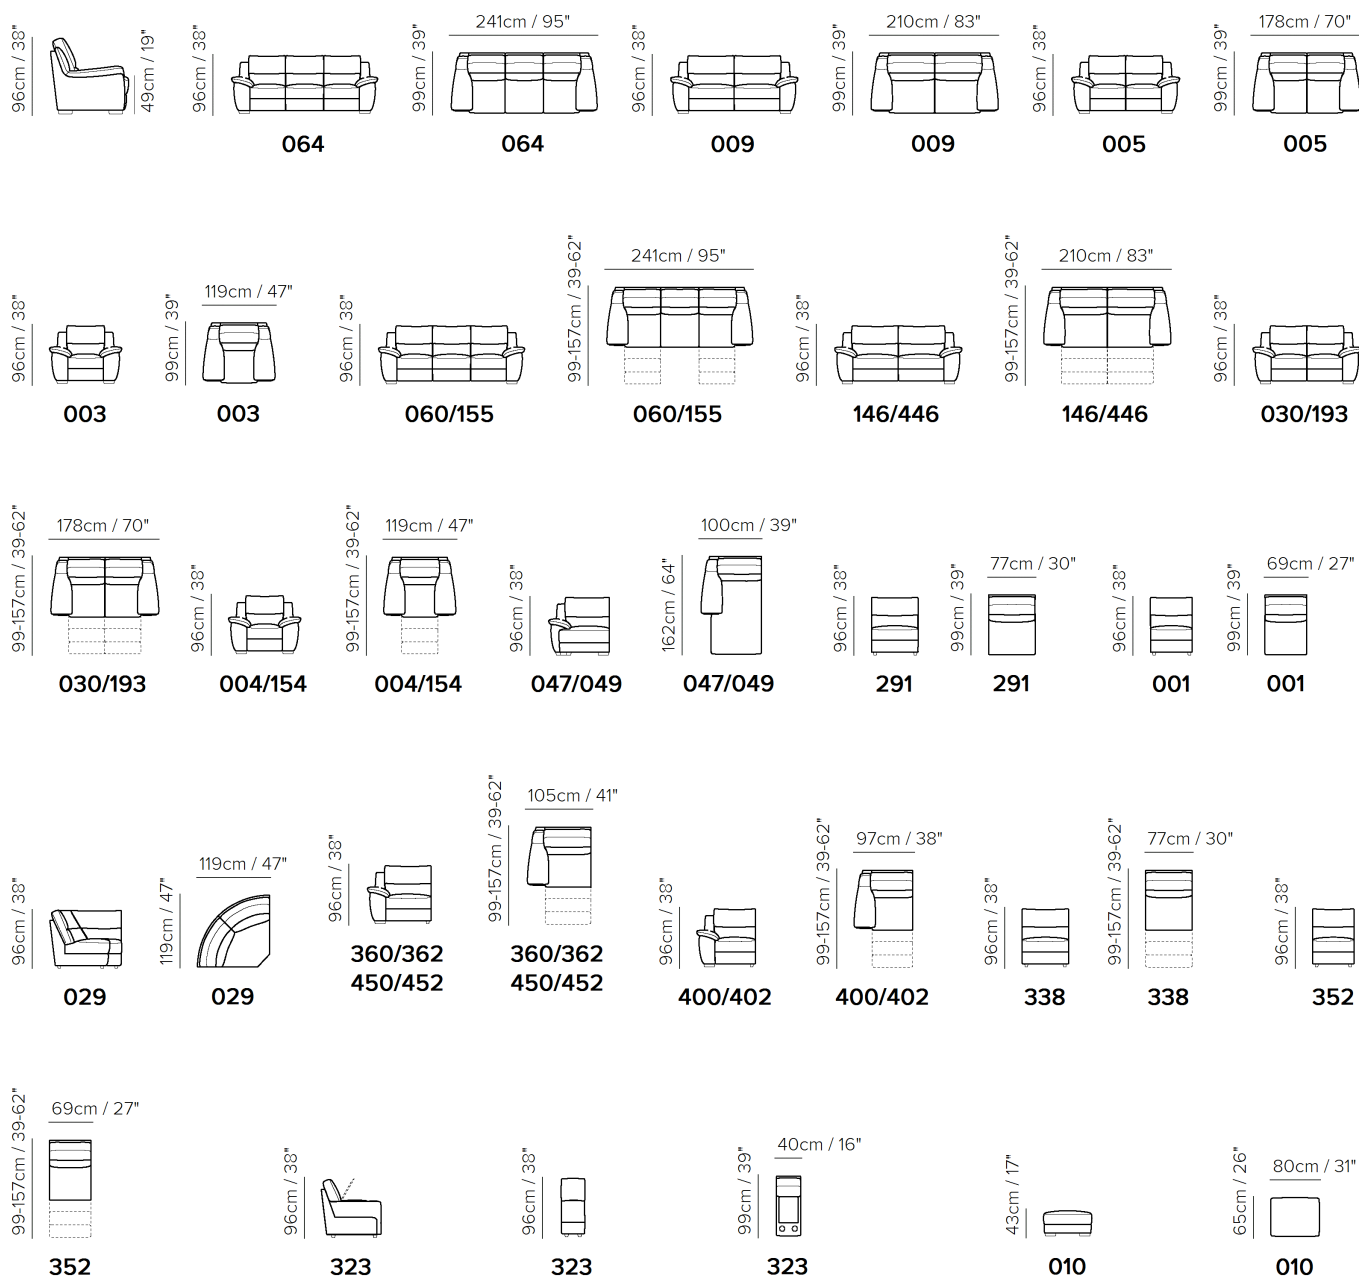 96cm / 38"
49cm / 19"
96cm / 38"
064
99cm / 39"
241cm / 95"
064
96cm / 38"
009
99cm / 39"
210cm / 83"
009
96cm / 38"
005
99cm / 39"
178cm / 70"
005
96cm / 38"
003
99cm / 39"
119cm / 47"
003
96cm / 38"
060/155
99-157cm / 39-62"
241cm / 95"
060/155
96cm / 38"
146/446
99-157cm / 39-62"
210cm / 83"
146/446
96cm / 38"
030/193
99-157cm / 39-62"
178cm / 70"
030/193
96cm / 38"
004/154
99-157cm / 39-62"
119cm / 47"
004/154
96cm / 38"
047/049
162cm / 64"
100cm / 39"
047/049
96cm / 38"
291
99cm / 39"
77cm / 30"
291
96cm / 38"
001
99cm / 39"
69cm / 27"
001
96cm / 38"
029
119cm / 47"
119cm / 47"
029
96cm / 38"
360/362
450/452
99-157cm / 39-62"
105cm / 41"
360/362
450/452
96cm / 38"
400/402
99-157cm / 39-62"
97cm / 38"
400/402
96cm / 38"
338
99-157cm / 39-62"
77cm / 30"
338
96cm / 38"
352
99-157cm / 39-62"
69cm / 27"
352
96cm / 38"
323
96cm / 38"
323
99cm / 39"
40cm / 16"
323
43cm / 17"
010
65cm / 26"
80cm / 31"
010